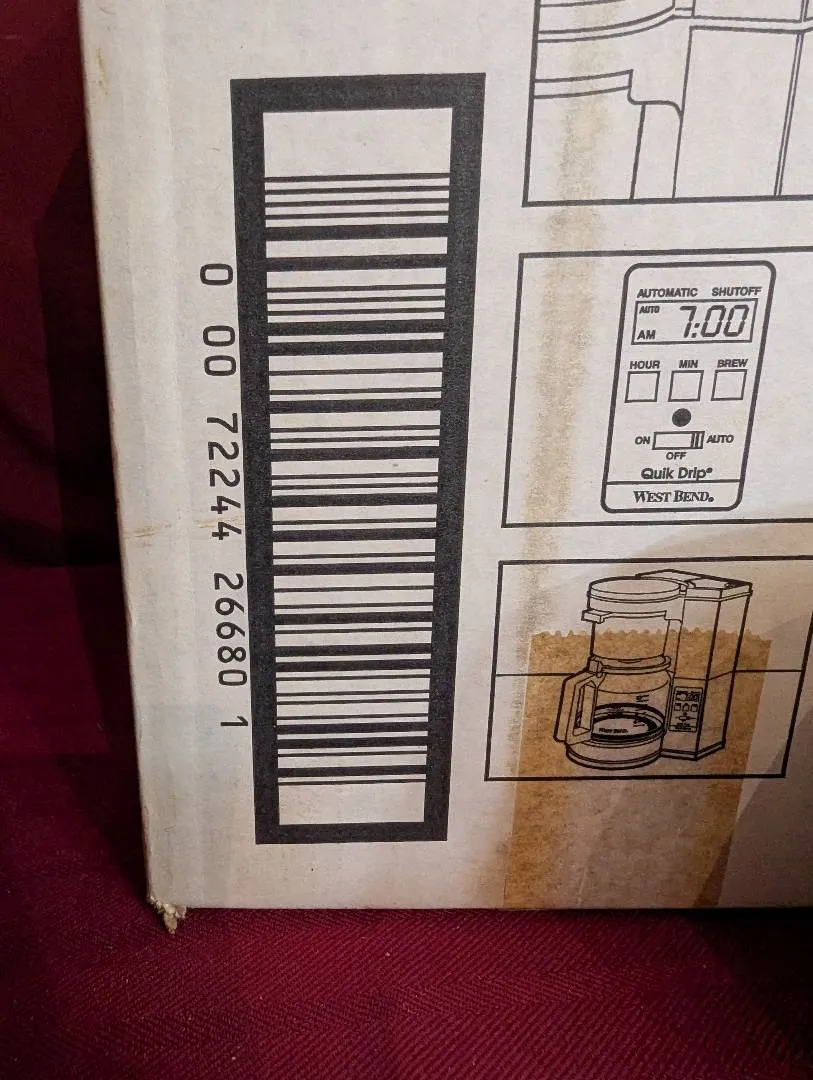 0 00 72244 26680 1
AUTOMATIC SHUTOFF
AUTO
AM 7:00
HOUR MIN BREW
ON AUTO
OFF
Quik Drip®
WEST BEND®